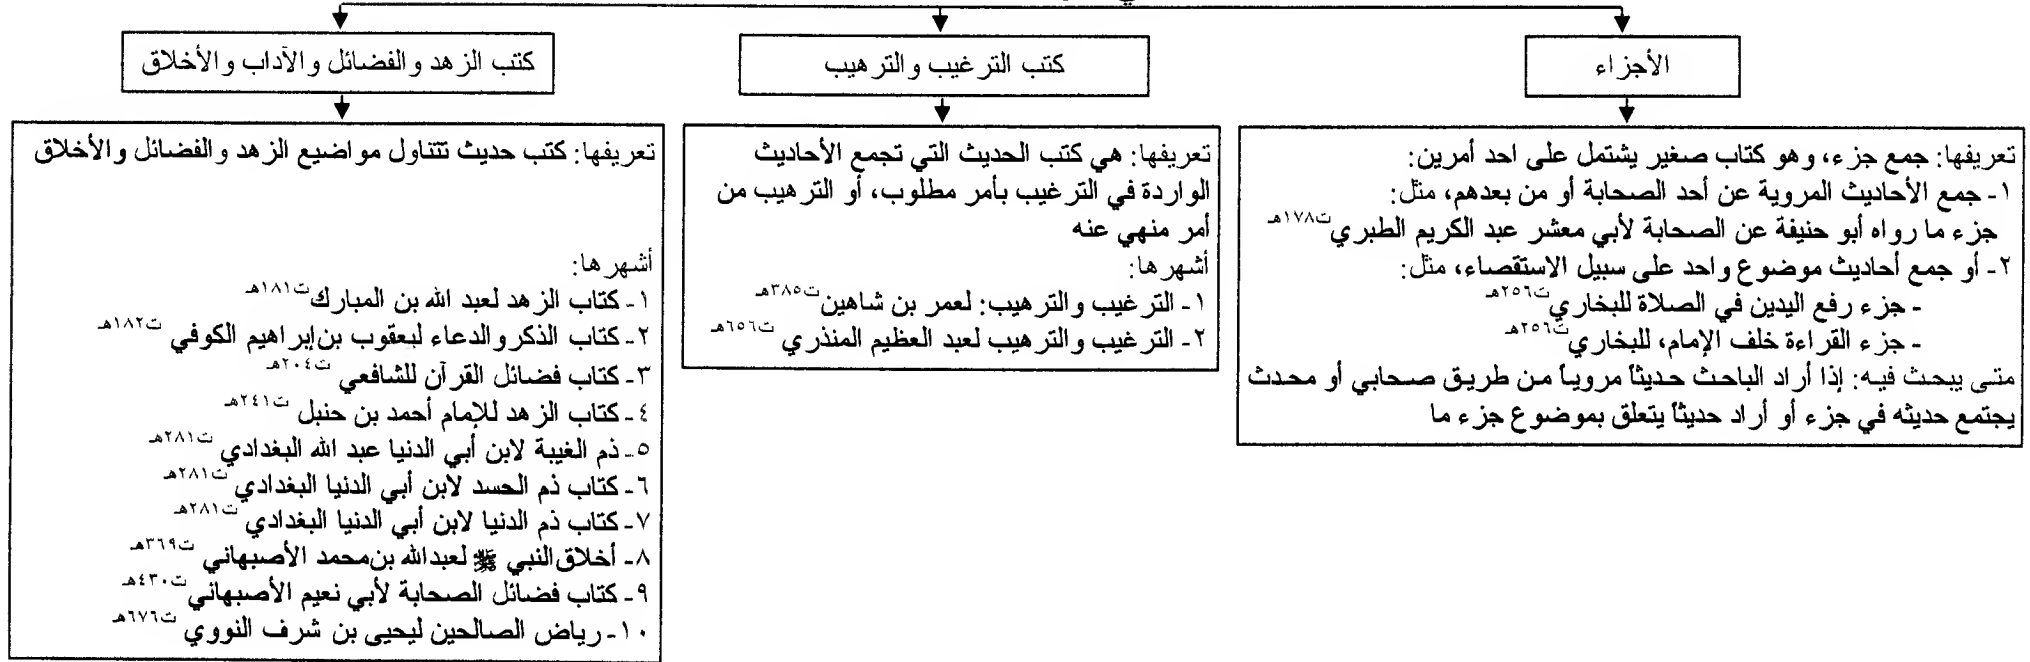 الأجزاء
تعريفها: جمع جزء، وهو كتاب صغير يشتمل على احد أمرين:
١- جمع الأحاديث المروية عن أحد الصحابة أو من بعدهم، مثل:
جزء ما رواه أبو حنيفة عن الصحابة لأبي معشر عبد الكريم الطبري ت١٧٨هـ
٢- أو جمع أحاديث موضوع واحد على سبيل الاستقصاء، مثل:
- جزء رفع اليدين في الصلاة للبخاري ت٢٥٦هـ
- جزء القراءة خلف الإمام، للبخاري ت٢٥٦هـ
متى يبحث فيه: إذا أراد الباحث حديثاً مروياً من طريق صحابي أو محدث
يجتمع حديثه في جزء أو أراد حديثاً يتعلق بموضوع جزء ما
كتب الترغيب والترهيب
تعريفها: هي كتب الحديث التي تجمع الأحاديث
الواردة في الترغيب بأمر مطلوب، أو الترهيب من
أمر منهي عنه
أشهرها:
١- الترغيب والترهيب: لعمر بن شاهين ت٣٨٥هـ
٢- الترغيب والترهيب لعبد العظيم المنذري ت٦٥٦هـ
كتب الزهد والفضائل والآداب والأخلاق
تعريفها: كتب حديث تتناول مواضيع الزهد والفضائل والأخلاق
أشهرها:
١- كتاب الزهد لعبد الله بن المبارك ت١٨١هـ
٢- كتاب الذكر والدعاء ليعقوب بن إبراهيم الكوفي ت١٨٢هـ
٣- كتاب فضائل القرآن للشافعي ت٢٠٤هـ
٤- كتاب الزهد للإمام أحمد بن حنبل ت٢٤١هـ
٥- ذم الغيبة لابن أبي الدنيا عبد الله البغدادي ت٢٨١هـ
٦- كتاب ذم الحسد لابن أبي الدنيا البغدادي ت٢٨١هـ
٧- كتاب ذم الدنيا لابن أبي الدنيا البغدادي ت٢٨١هـ
٨- أخلاق النبي ﷺ لعبدالله بن محمد الأصبهاني ت٣٦٩هـ
٩- كتاب فضائل الصحابة لأبي نعيم الأصبهاني ت٤٣٠هـ
١٠- رياض الصالحين ليحيى بن شرف النووي ت٦٧٦هـ